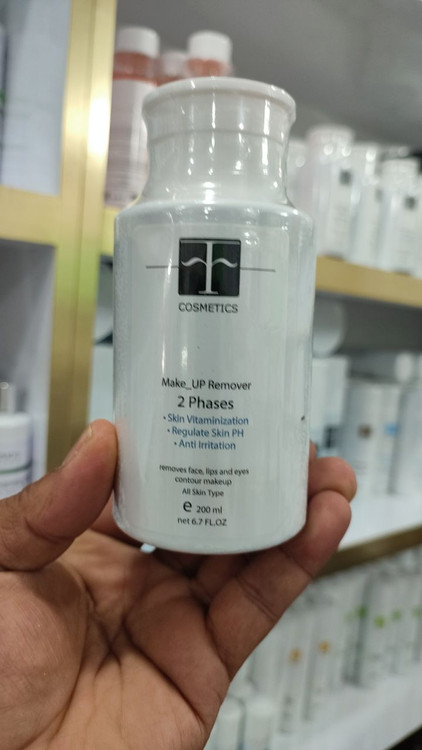 T
COSMETICS
Make_UP Remover
2 Phases
• Skin Vitaminization
• Regulate Skin PH
• Anti Irritation
removes face, lips and eyes
contour makeup
All Skin Type
e 200 ml
net 6.7 FL.OZ